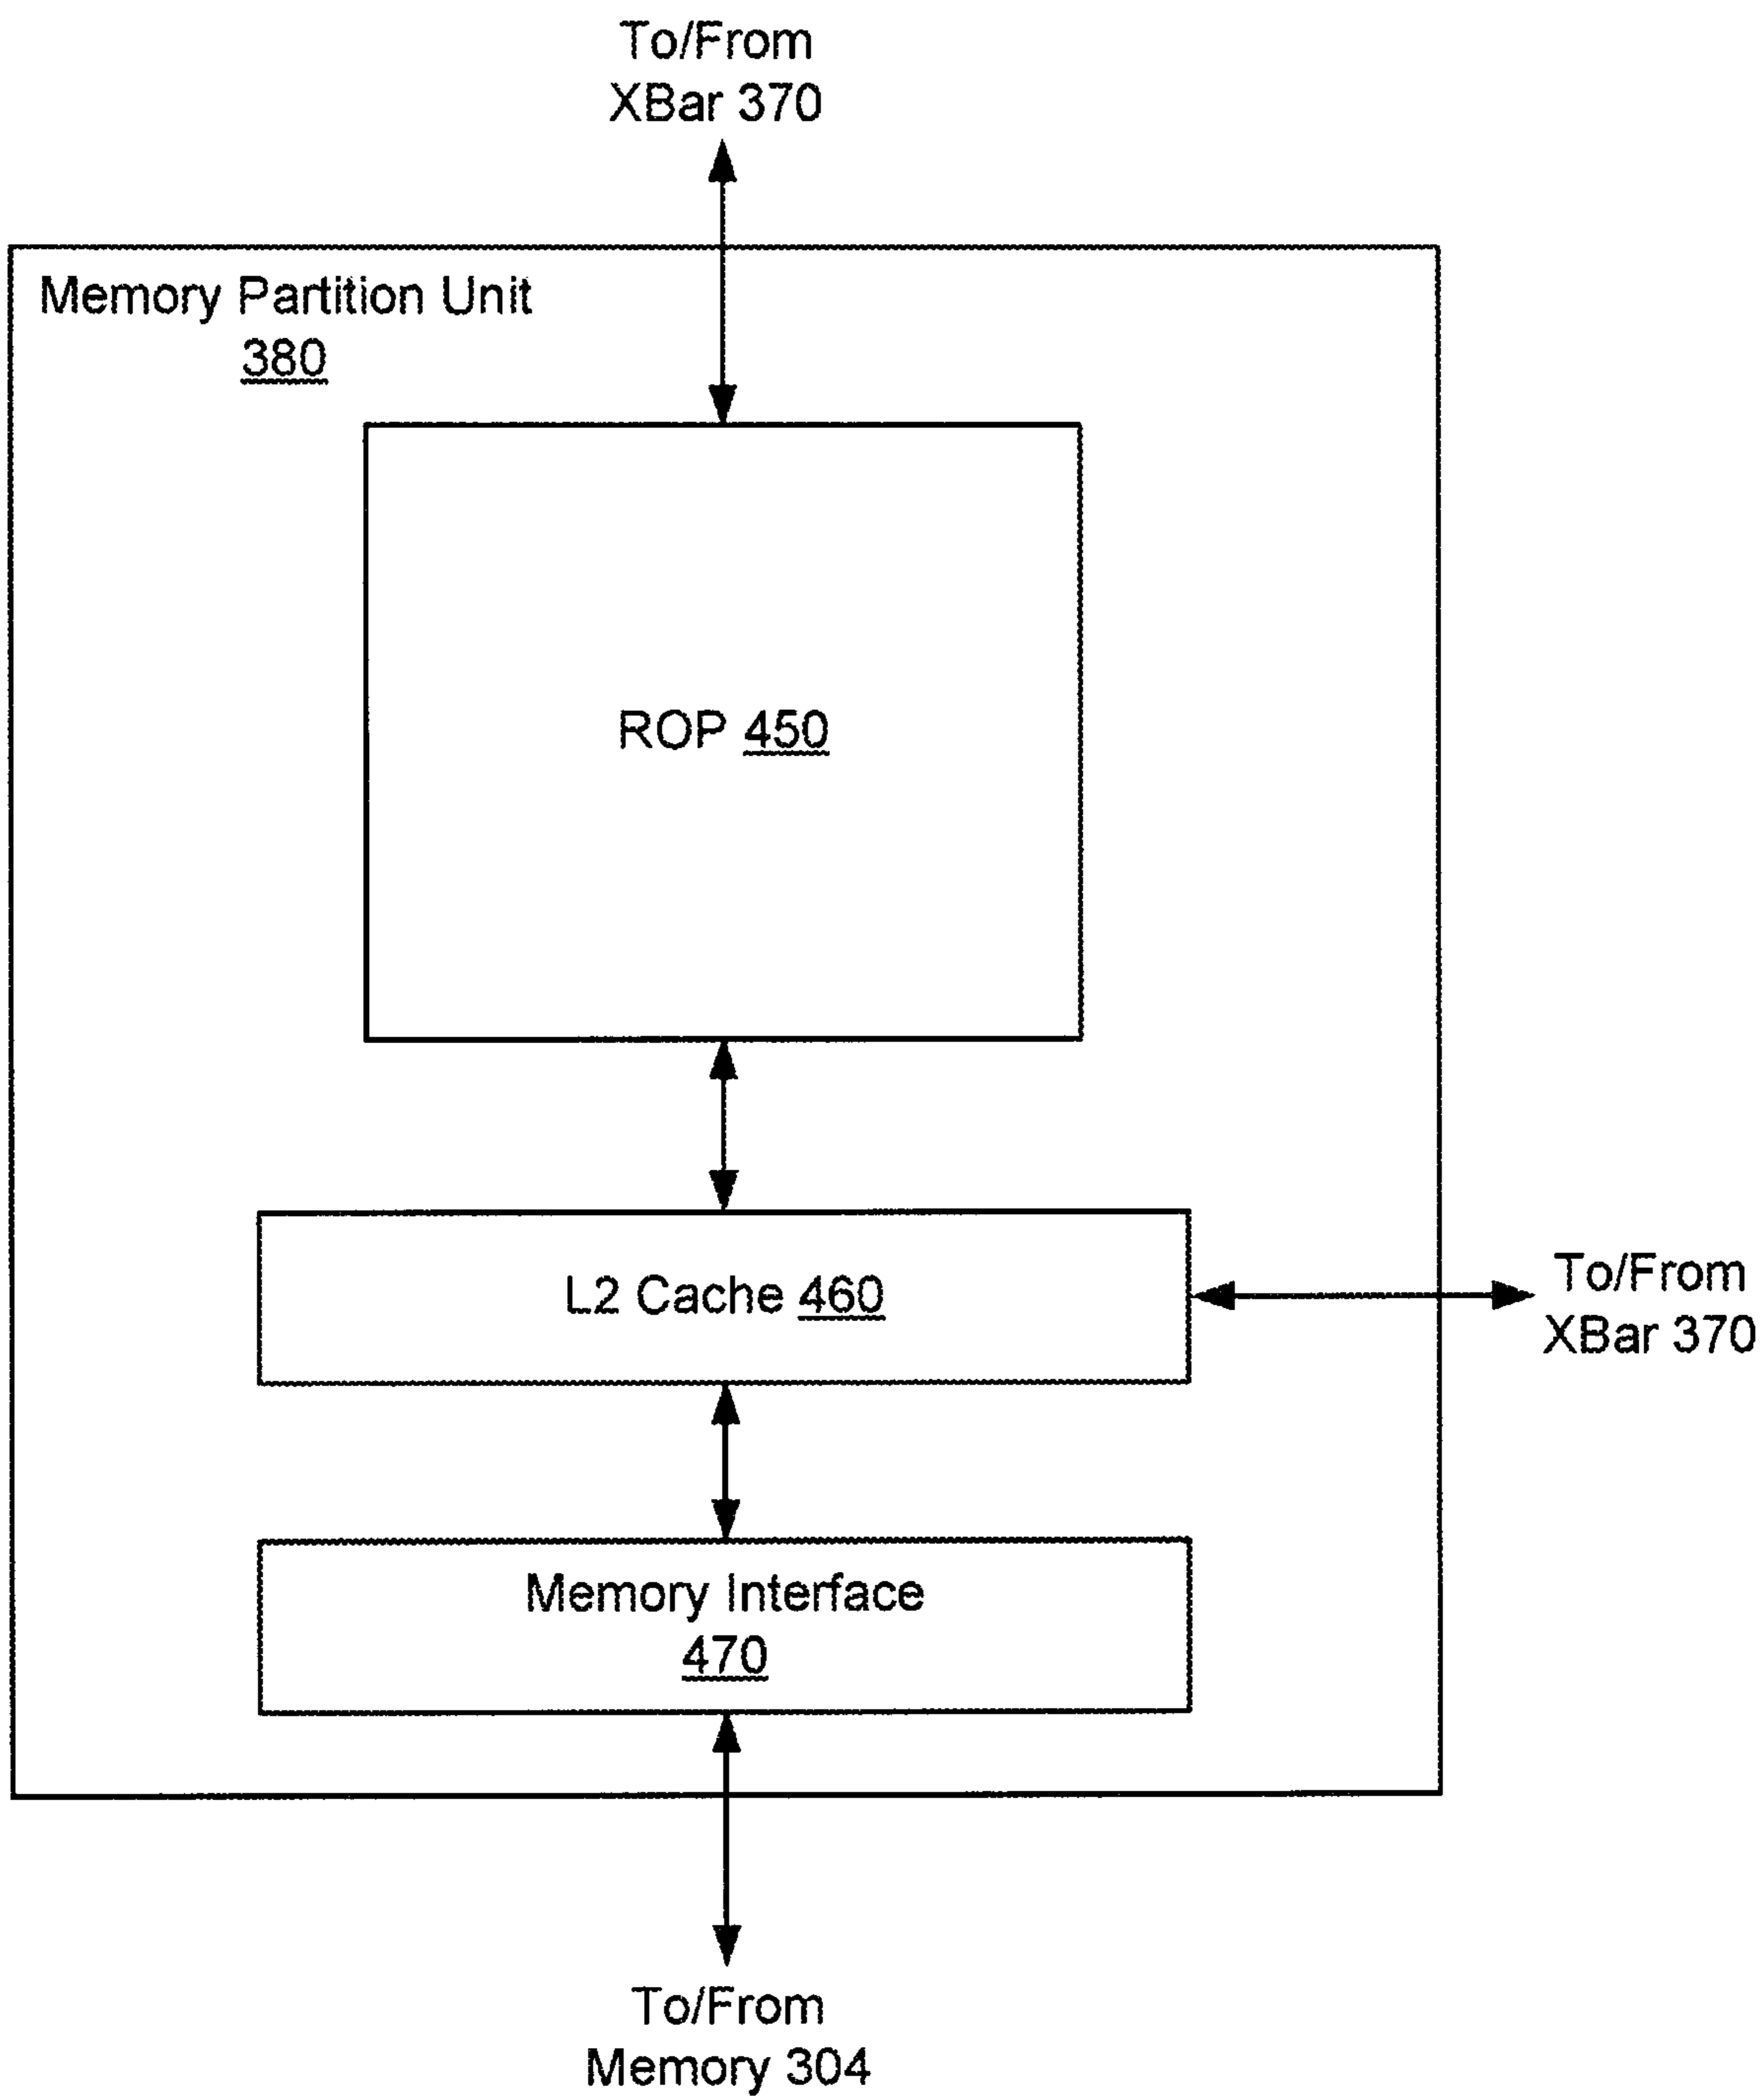 To/From
XBar 370
Memory Partition Unit
380
ROP 450
L2 Cache 460
To/From
XBar 370
Memory Interface
470
To/From
Memory 304